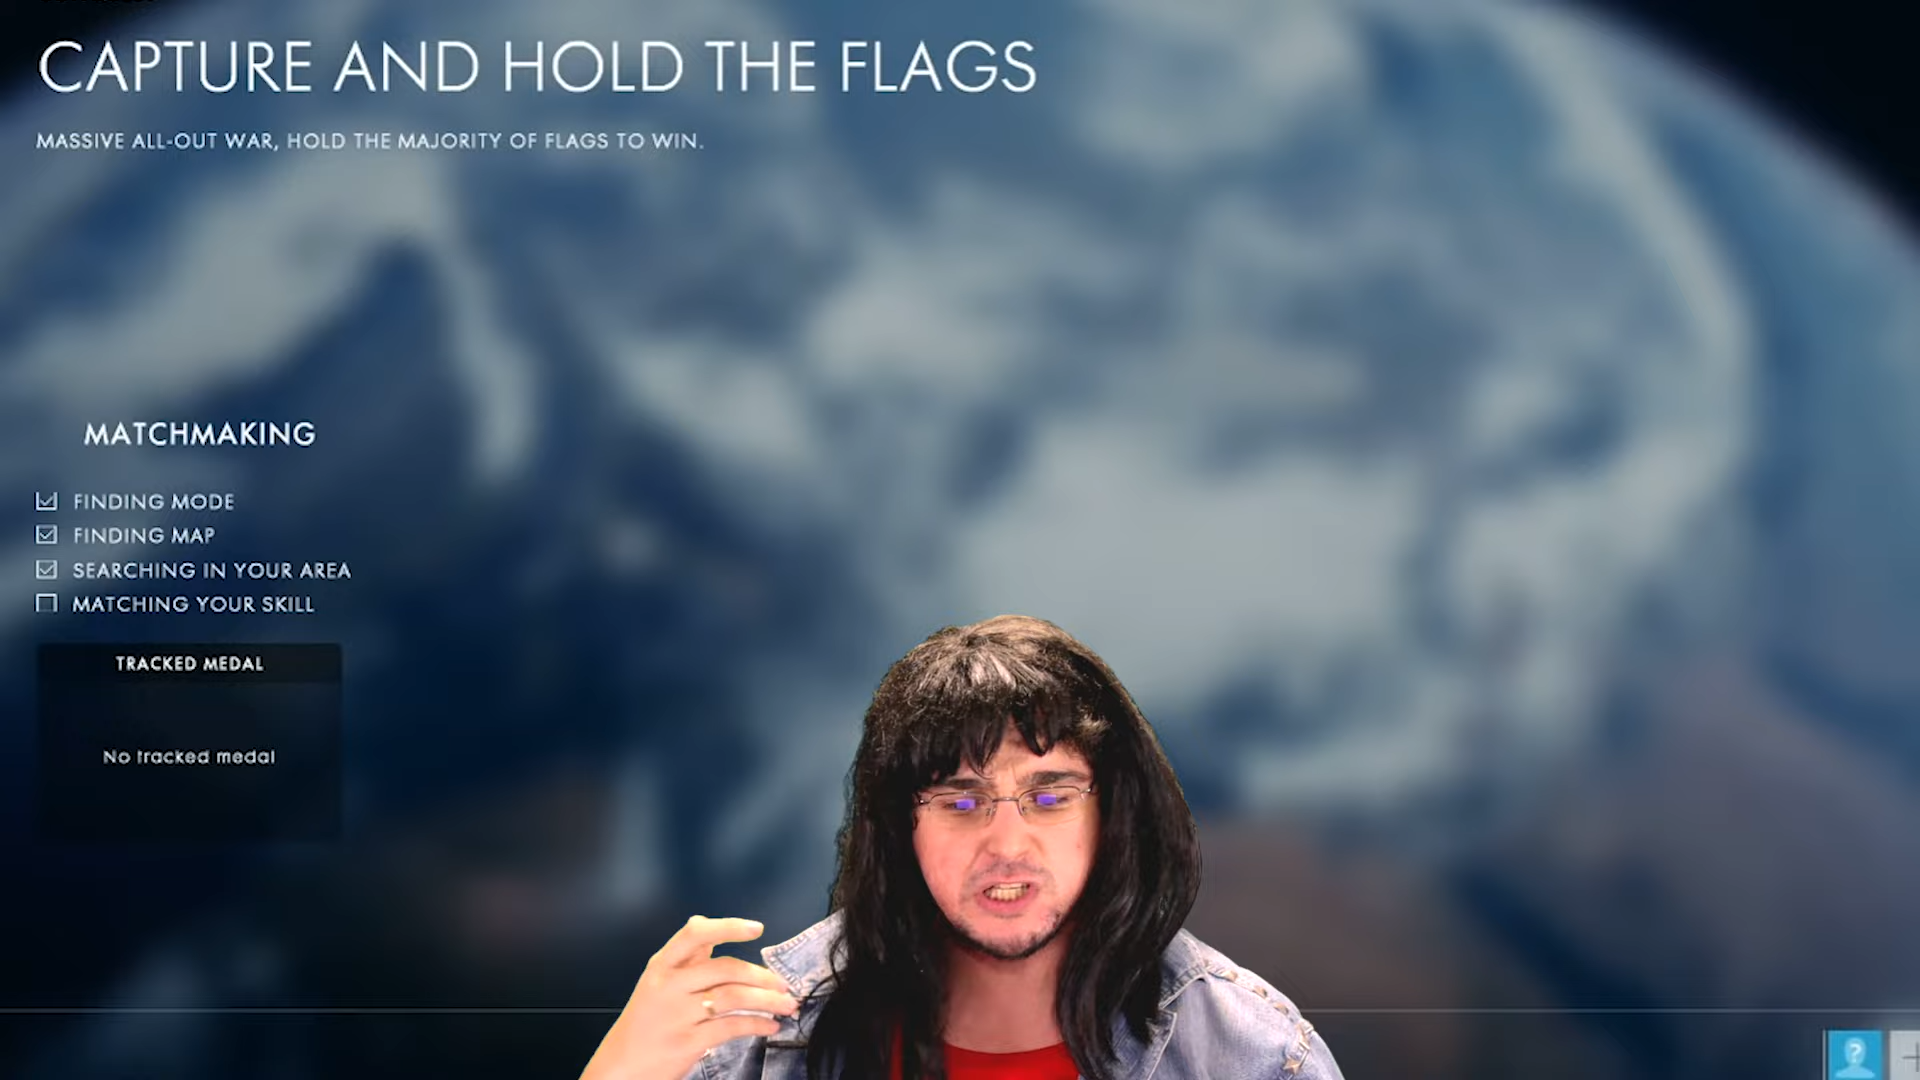 CAPTURE AND HOLD THE FLAGS
MASSIVE ALL-OUT WAR, HOLD THE MAJORITY OF FLAGS TO WIN.
MATCHMAKING
FINDING MODE
FINDING MAP
SEARCHING IN YOUR AREA
MATCHING YOUR SKILL
TRACKED MEDAL
No tracked medal
?